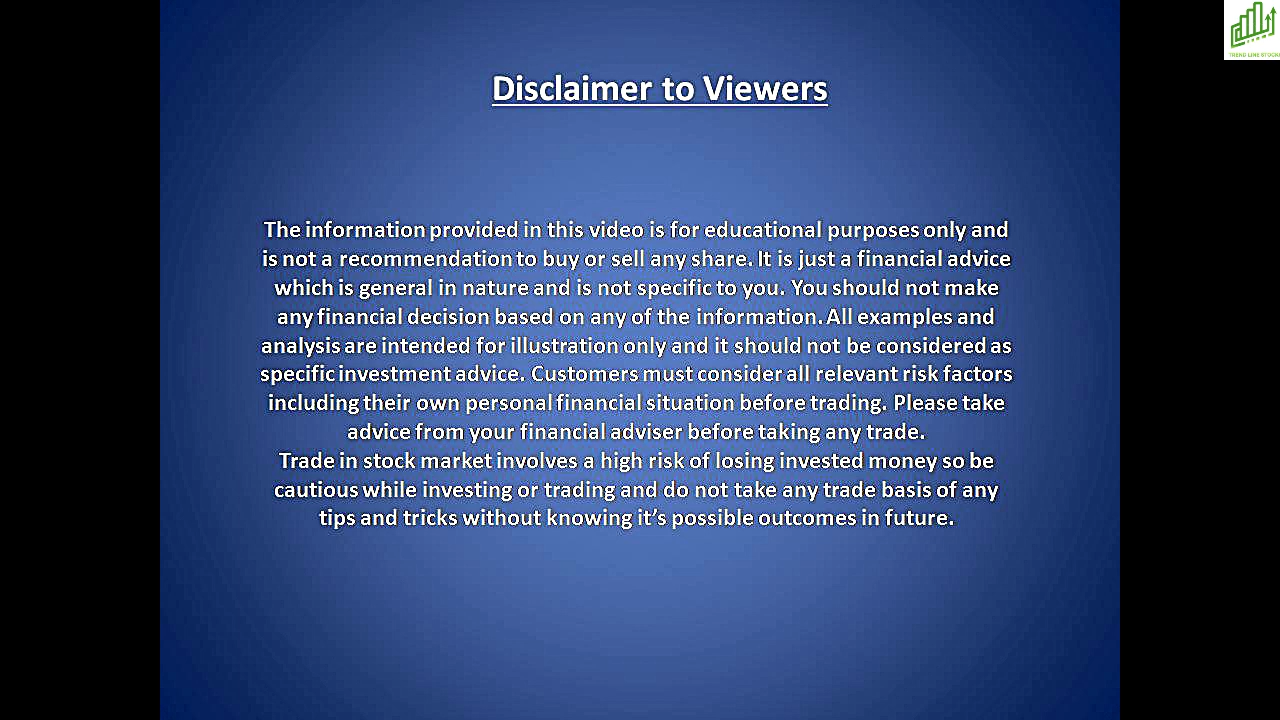 TREND LINE STOCKS
Disclaimer to Viewers
The information provided in this video is for educational purposes only and
is not a recommendation to buy or sell any share. It is just a financial advice
which is general in nature and is not specific to you. You should not make
any financial decision based on any of the information. All examples and
analysis are intended for illustration only and it should not be considered as
specific investment advice. Customers must consider all relevant risk factors
including their own personal financial situation before trading. Please take
advice from your financial adviser before taking any trade.
Trade in stock market involves a high risk of losing invested money so be
cautious while investing or trading and do not take any trade basis of any
tips and tricks without knowing it’s possible outcomes in future.